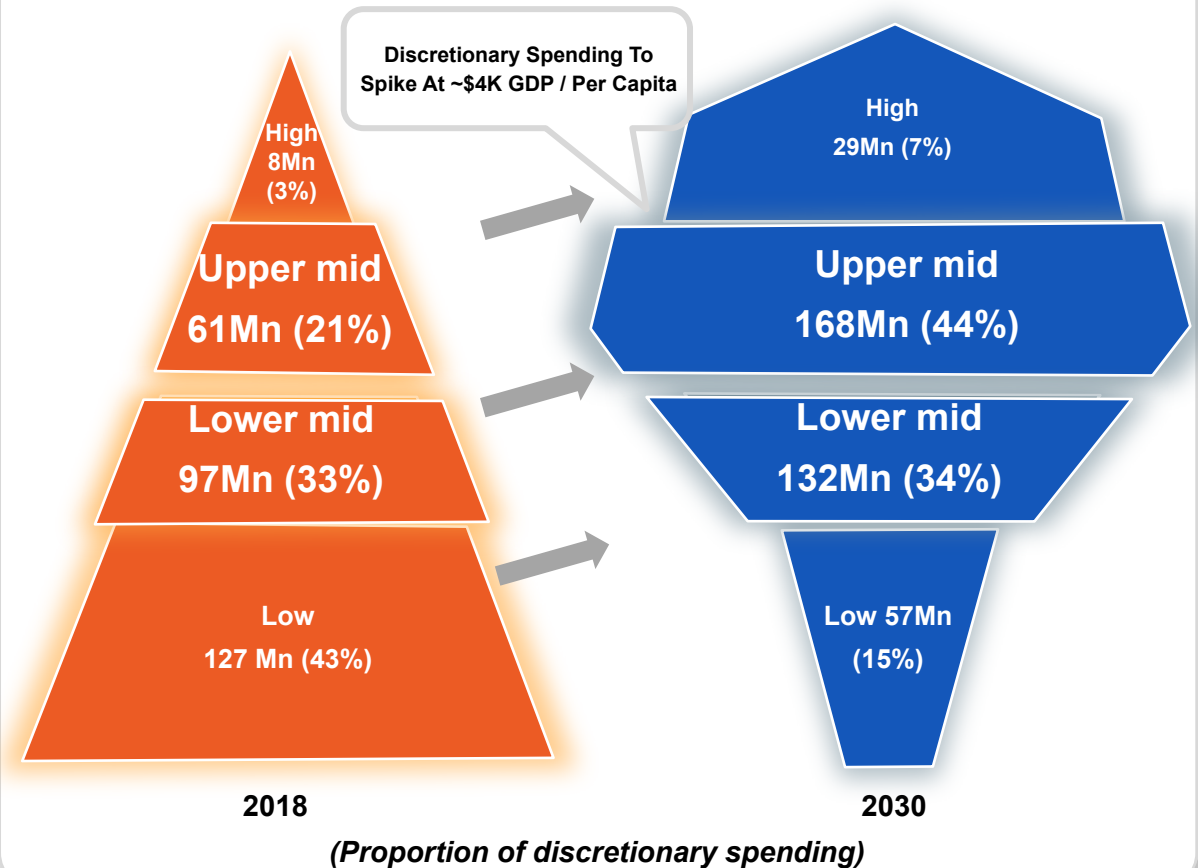 Discretionary Spending To
Spike At ~$4K GDP / Per Capita
High
8Mn
(3%)
Upper mid
61Mn (21%)
Lower mid
97Mn (33%)
Low
127 Mn (43%)
2018
High
29Mn (7%)
Upper mid
168Mn (44%)
Lower mid
132Mn (34%)
Low 57Mn
(15%)
2030
(Proportion of discretionary spending)